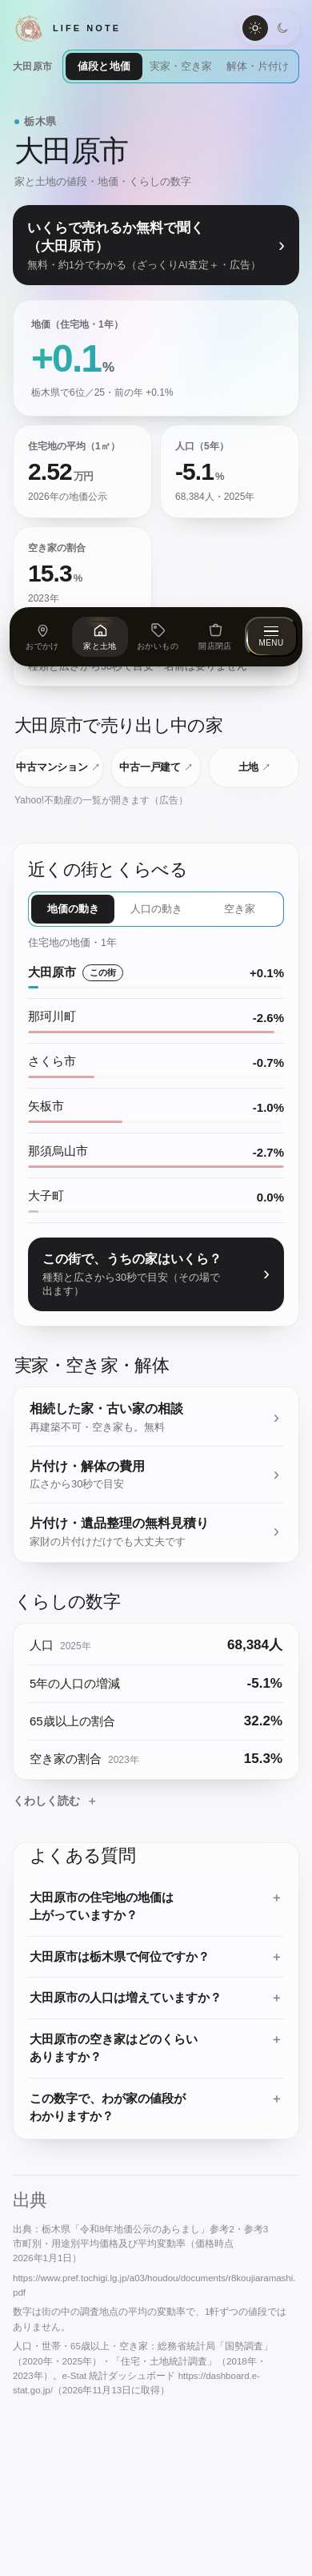 LIFE NOTE
大田原市
値段と地価
実家・空き家
解体・片付け
栃木県
大田原市
家と土地の値段・地価・くらしの数字
いくらで売れるか無料で聞く
（大田原市）
›
無料・約1分でわかる（ざっくりAI査定＋・広告）
地価（住宅地・1年）
+0.1%
栃木県で6位／25・前の年 +0.1%
住宅地の平均（1㎡）
2.52万円
2026年の地価公示
人口（5年）
-5.1%
68,384人・2025年
空き家の割合
15.3%
2023年
おでかけ
家と土地
おかいもの
開店閉店
MENU
大田原市で売り出し中の家
中古マンション ↗
中古一戸建て ↗
土地 ↗
Yahoo!不動産の一覧が開きます（広告）
近くの街とくらべる
地価の動き
人口の動き
空き家
住宅地の地価・1年
大田原市 この街 +0.1%
那珂川町 -2.6%
さくら市 -0.7%
矢板市 -1.0%
那須烏山市 -2.7%
大子町 0.0%
この街で、うちの家はいくら？
種類と広さから30秒で目安（その場で
出ます）
›
実家・空き家・解体
相続した家・古い家の相談
再建築不可・空き家も。無料
›
片付け・解体の費用
広さから30秒で目安
›
片付け・遺品整理の無料見積り
家財の片付けだけでも大丈夫です
›
くらしの数字
人口 2025年 68,384人
5年の人口の増減 -5.1%
65歳以上の割合 32.2%
空き家の割合 2023年 15.3%
くわしく読む +
よくある質問
大田原市の住宅地の地価は
上がっていますか？ +
大田原市は栃木県で何位ですか？ +
大田原市の人口は増えていますか？ +
大田原市の空き家はどのくらい
ありますか？ +
この数字で、わが家の値段が
わかりますか？ +
出典
出典：栃木県「令和8年地価公示のあらまし」参考2・参考3
市町別・用途別平均価格及び平均変動率（価格時点
2026年1月1日）
https://www.pref.tochigi.lg.jp/a03/houdou/documents/r8koujiaramashi.
pdf
数字は街の中の調査地点の平均の変動率で、1軒ずつの値段では
ありません。
人口・世帯・65歳以上・空き家：総務省統計局「国勢調査」
（2020年・2025年）・「住宅・土地統計調査」（2018年・
2023年）。e-Stat 統計ダッシュボード https://dashboard.e-
stat.go.jp/（2026年11月13日に取得）